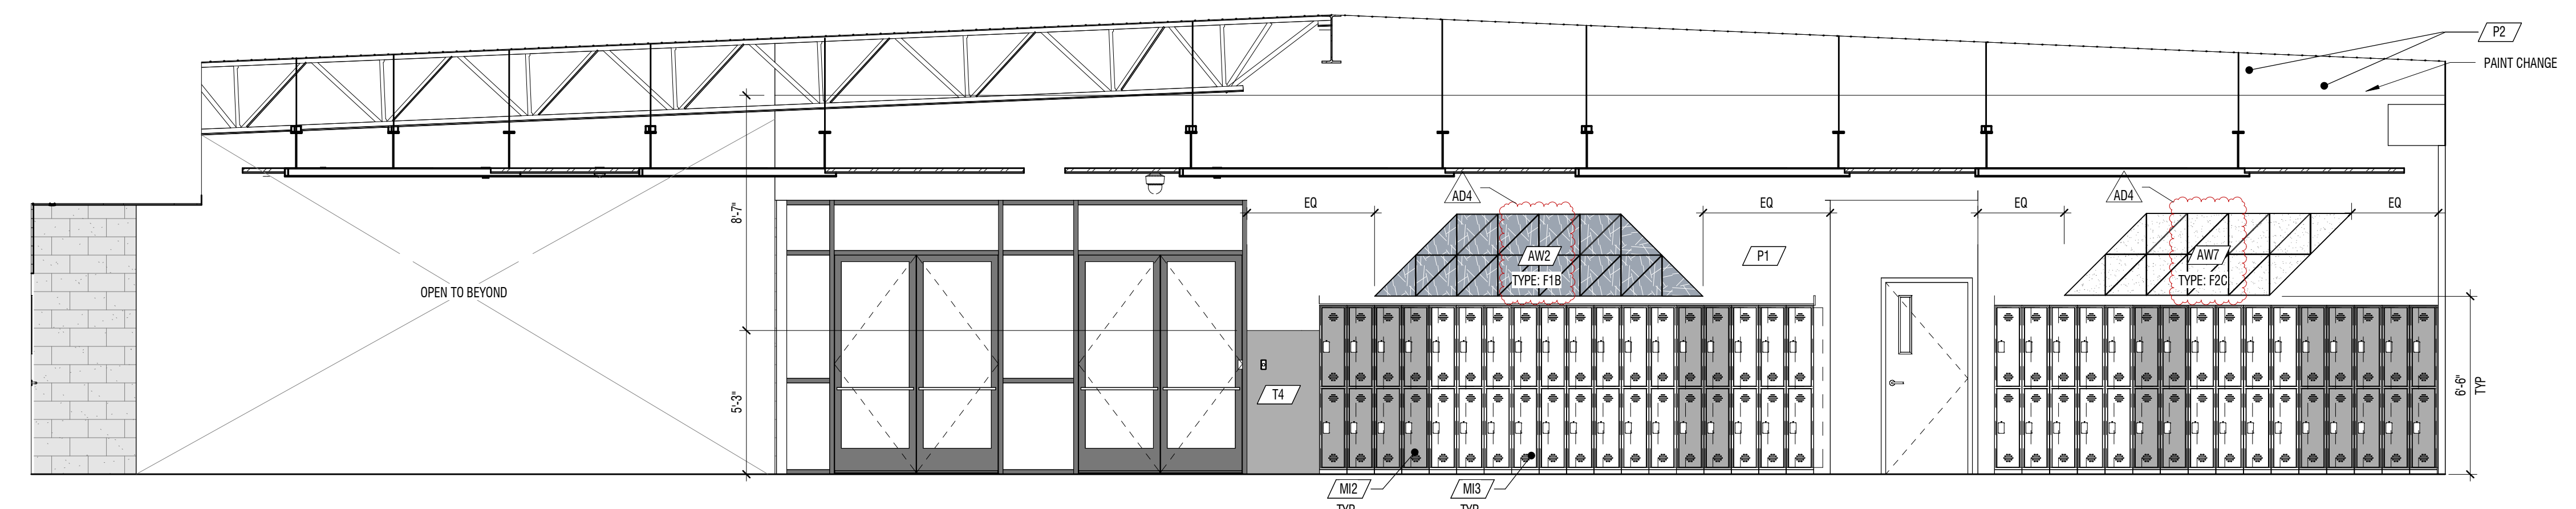 P2
PAINT CHANGE
8'-7"
EQ
AD4
EQ
EQ
AD4
EQ
AW2
TYPE: F1B
P1
AW7
TYPE: F2C
OPEN TO BEYOND
5'-3"
T4
6'-6"
TYP
MI2
TYP
MI3
TYP